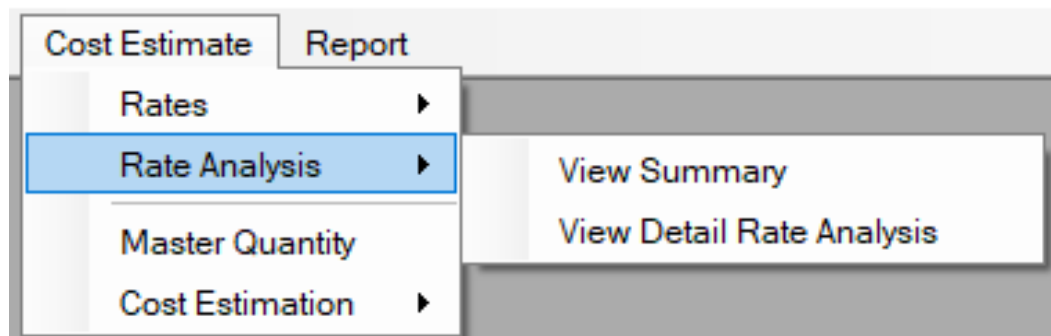 Cost Estimate Report
Rates
Rate Analysis
View Summary
View Detail Rate Analysis
Master Quantity
Cost Estimation